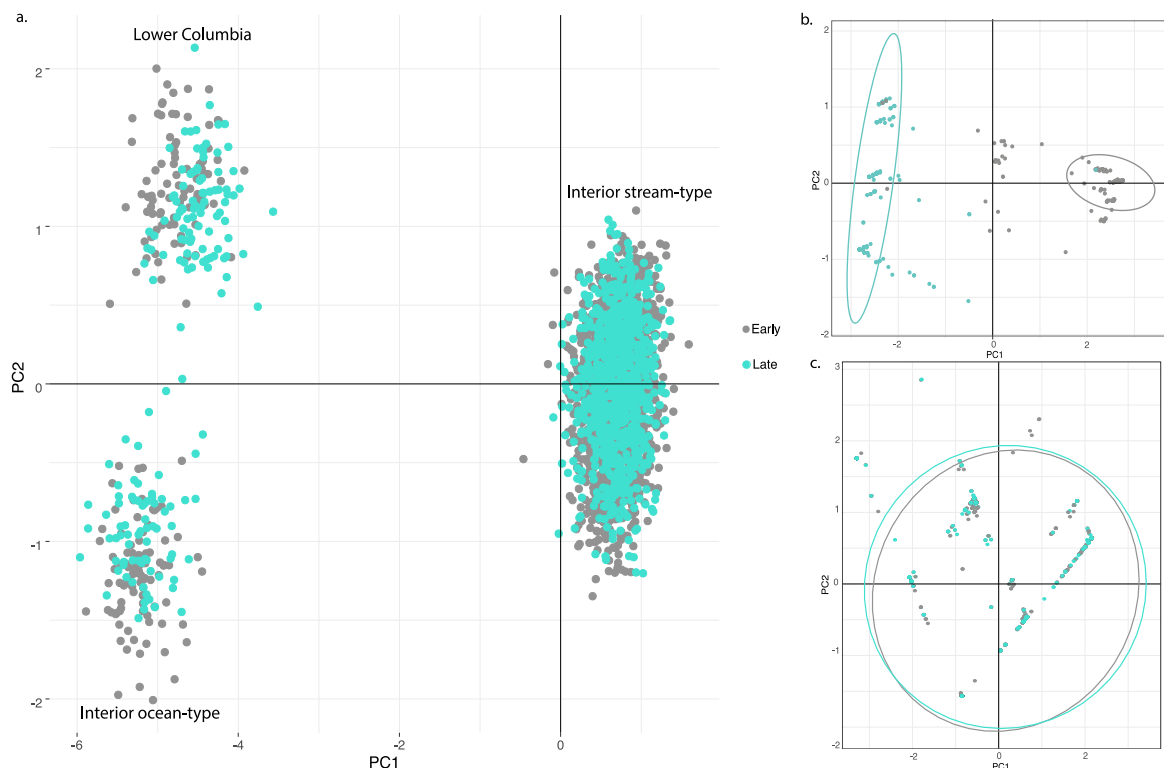 a.
Lower Columbia
Interior stream-type
Interior ocean-type
2
1
0
-1
-2
-6
-4
-2
0
PC2
PC1
Early
Late
b.
2
1
0
-1
-2
-2
0
2
PC2
PC1
c.
3
2
1
0
-1
-2
-2
0
2
PC2
PC1